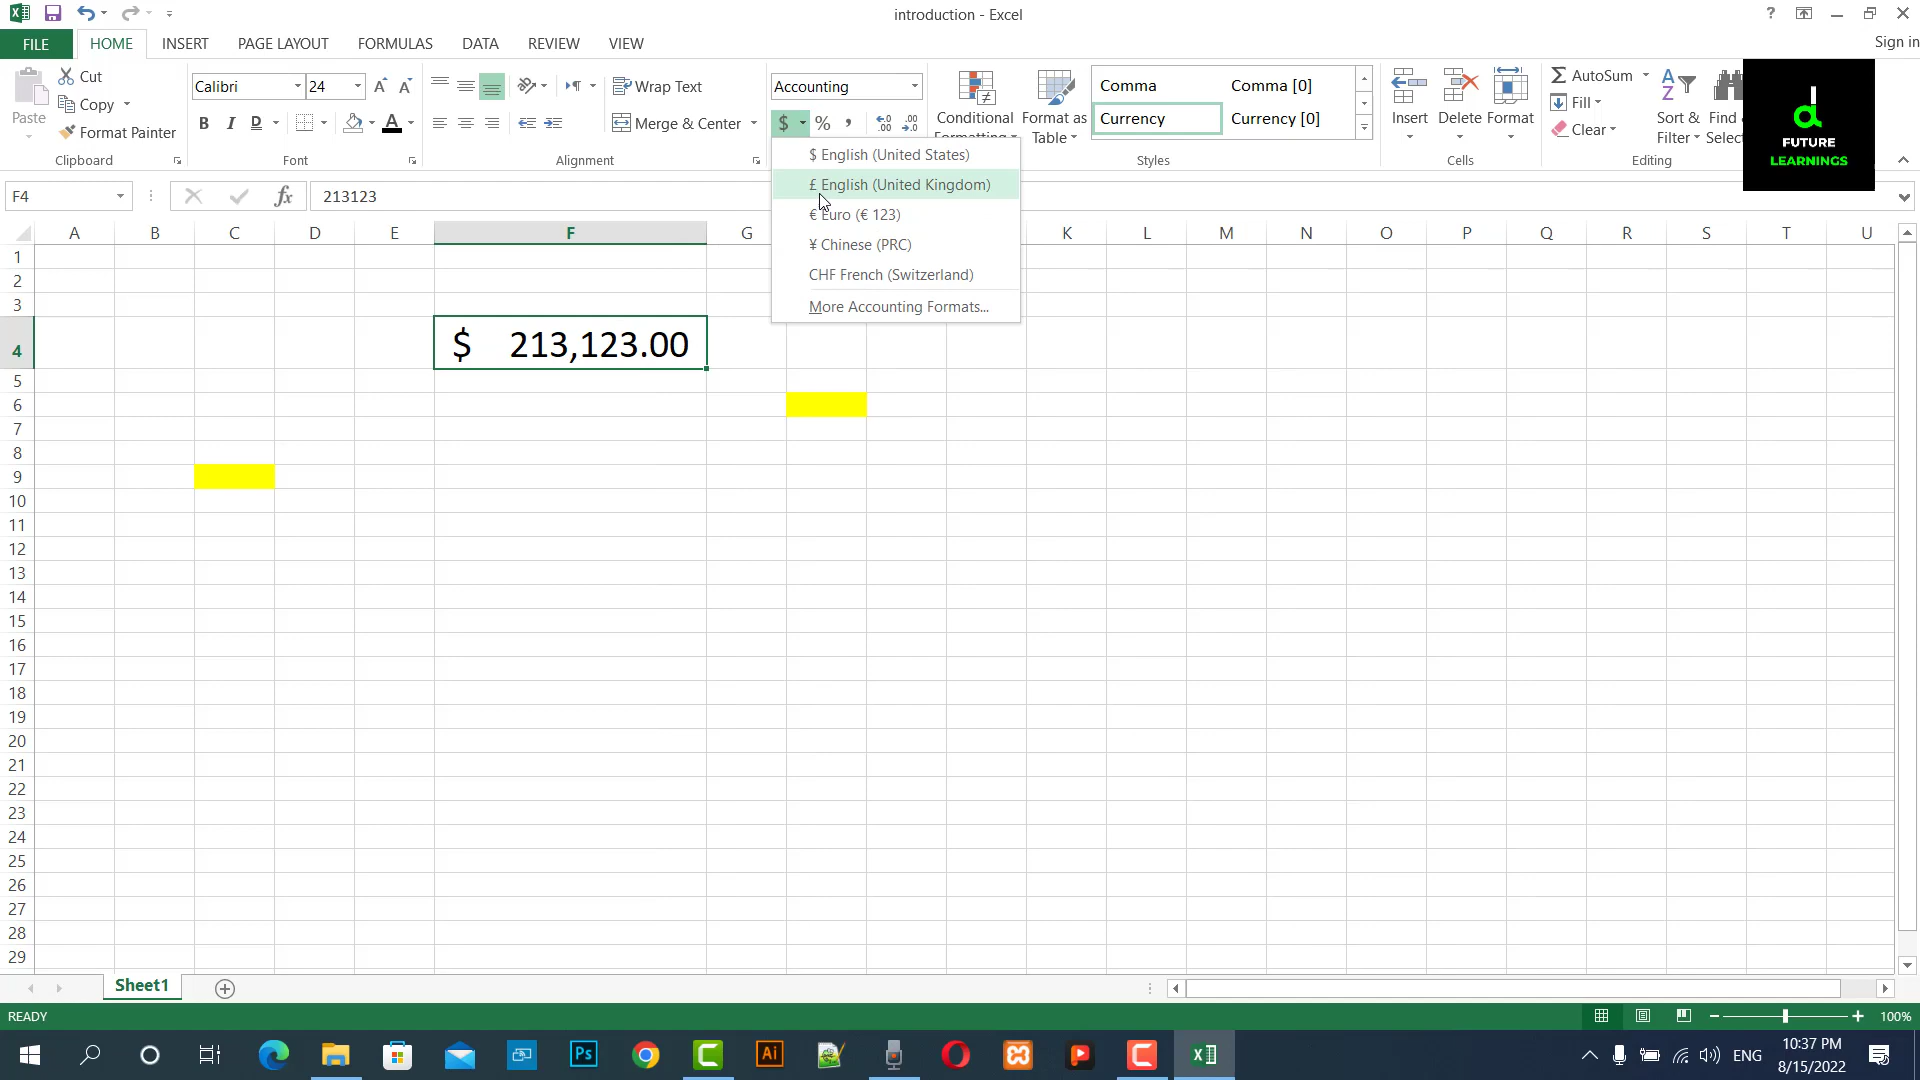 introduction - Excel
?
FILE HOME INSERT PAGE LAYOUT FORMULAS DATA REVIEW VIEW
Sign in
Paste
Cut
Copy
Format Painter
Clipboard
Calibri 24
B I D A
Font
Wrap Text
Merge & Center
Alignment
Accounting
$ % ,
Conditional
Format as
Table
Comma Comma [0]
Currency Currency [0]
Styles
Insert Delete Format
Cells
AutoSum
Fill
Clear
Sort &
Filter
Find
Select
Editing
FUTURE
LEARNINGS
$ English (United States)
£ English (United Kingdom)
€ Euro (€ 123)
¥ Chinese (PRC)
CHF French (Switzerland)
More Accounting Formats...
F4 fx 213123
A B C D E F G K L M N O P Q R S T U
1
2
3
4 $ 213,123.00
5
6
7
8
9
10
11
12
13
14
15
16
17
18
19
20
21
22
23
24
25
26
27
28
29
Sheet1
READY
100%
Ps
Ai
ENG
10:37 PM
8/15/2022